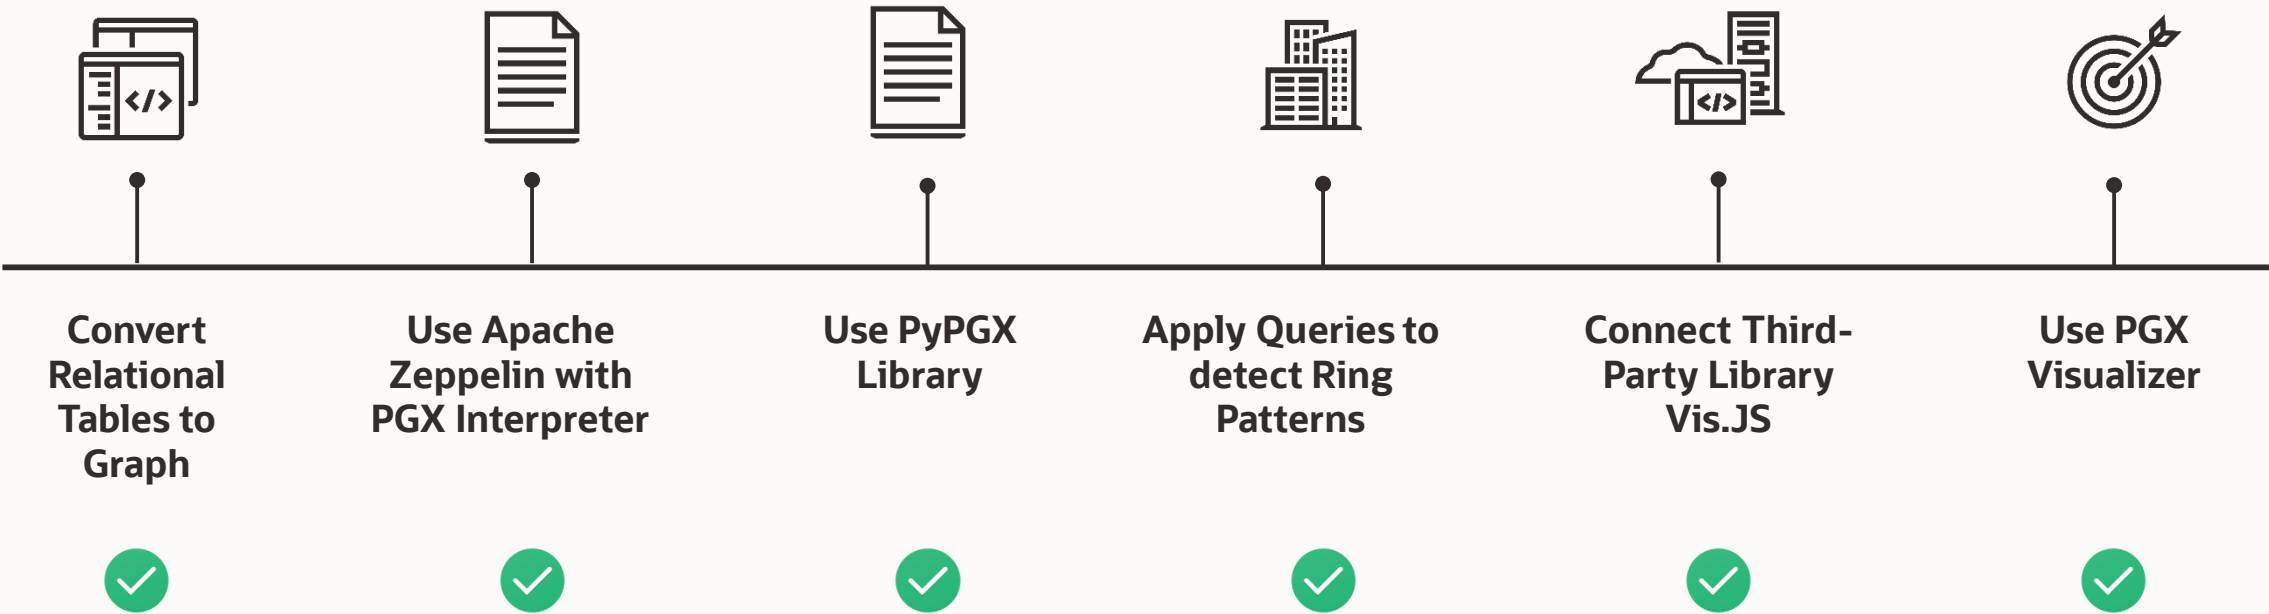 </>
</>
Convert
Relational
Tables to
Graph
Use Apache
Zeppelin with
PGX Interpreter
Use PyPGX
Library
Apply Queries to
detect Ring
Patterns
Connect Third-
Party Library
Vis.JS
Use PGX
Visualizer